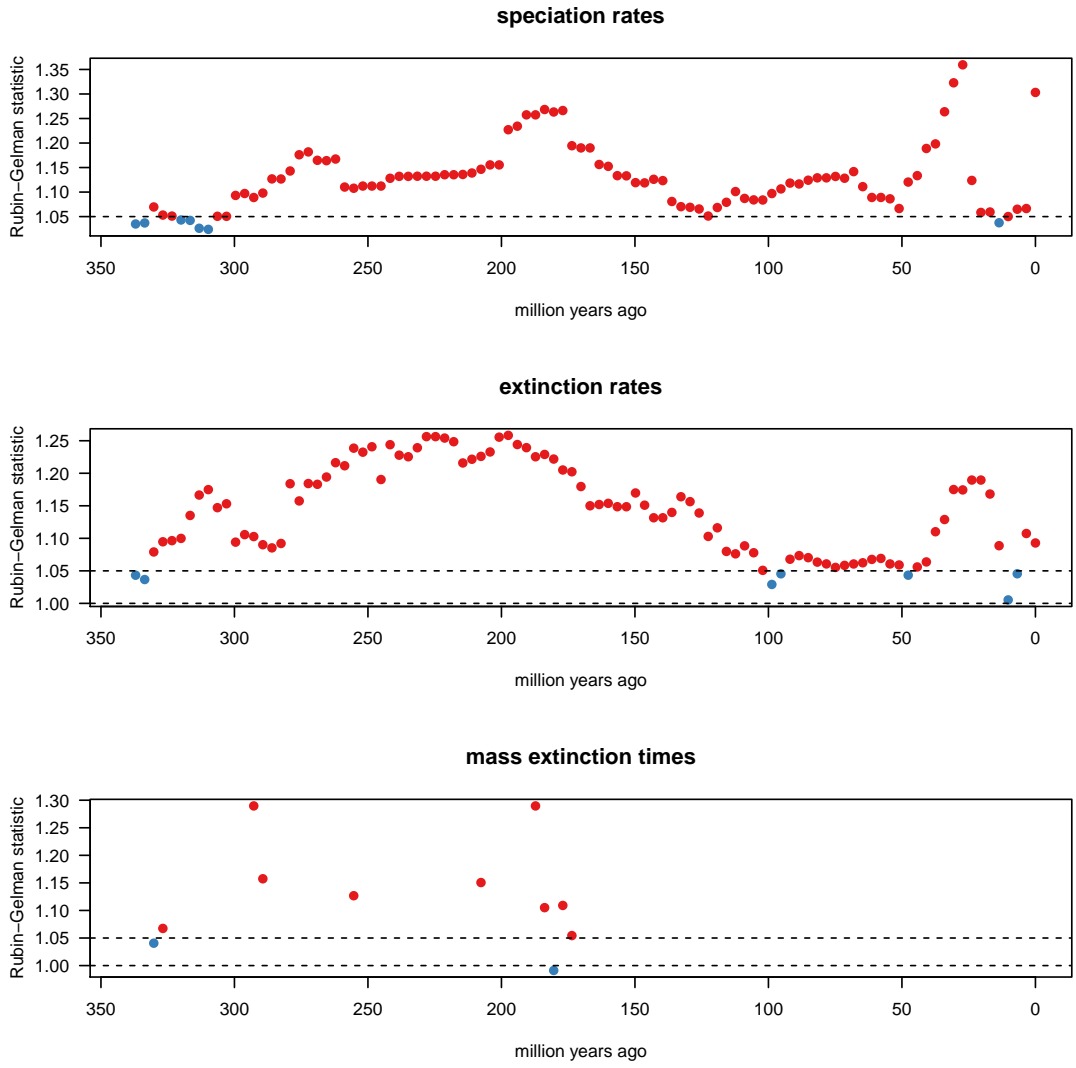 speciation rates
Rubin−Gelman statistic
1.35
1.30
1.25
1.20
1.15
1.10
1.05
350 300 250 200 150 100 50 0
million years ago
extinction rates
Rubin−Gelman statistic
1.25
1.20
1.15
1.10
1.05
1.00
350 300 250 200 150 100 50 0
million years ago
mass extinction times
Rubin−Gelman statistic
1.30
1.25
1.20
1.15
1.10
1.05
1.00
350 300 250 200 150 100 50 0
million years ago